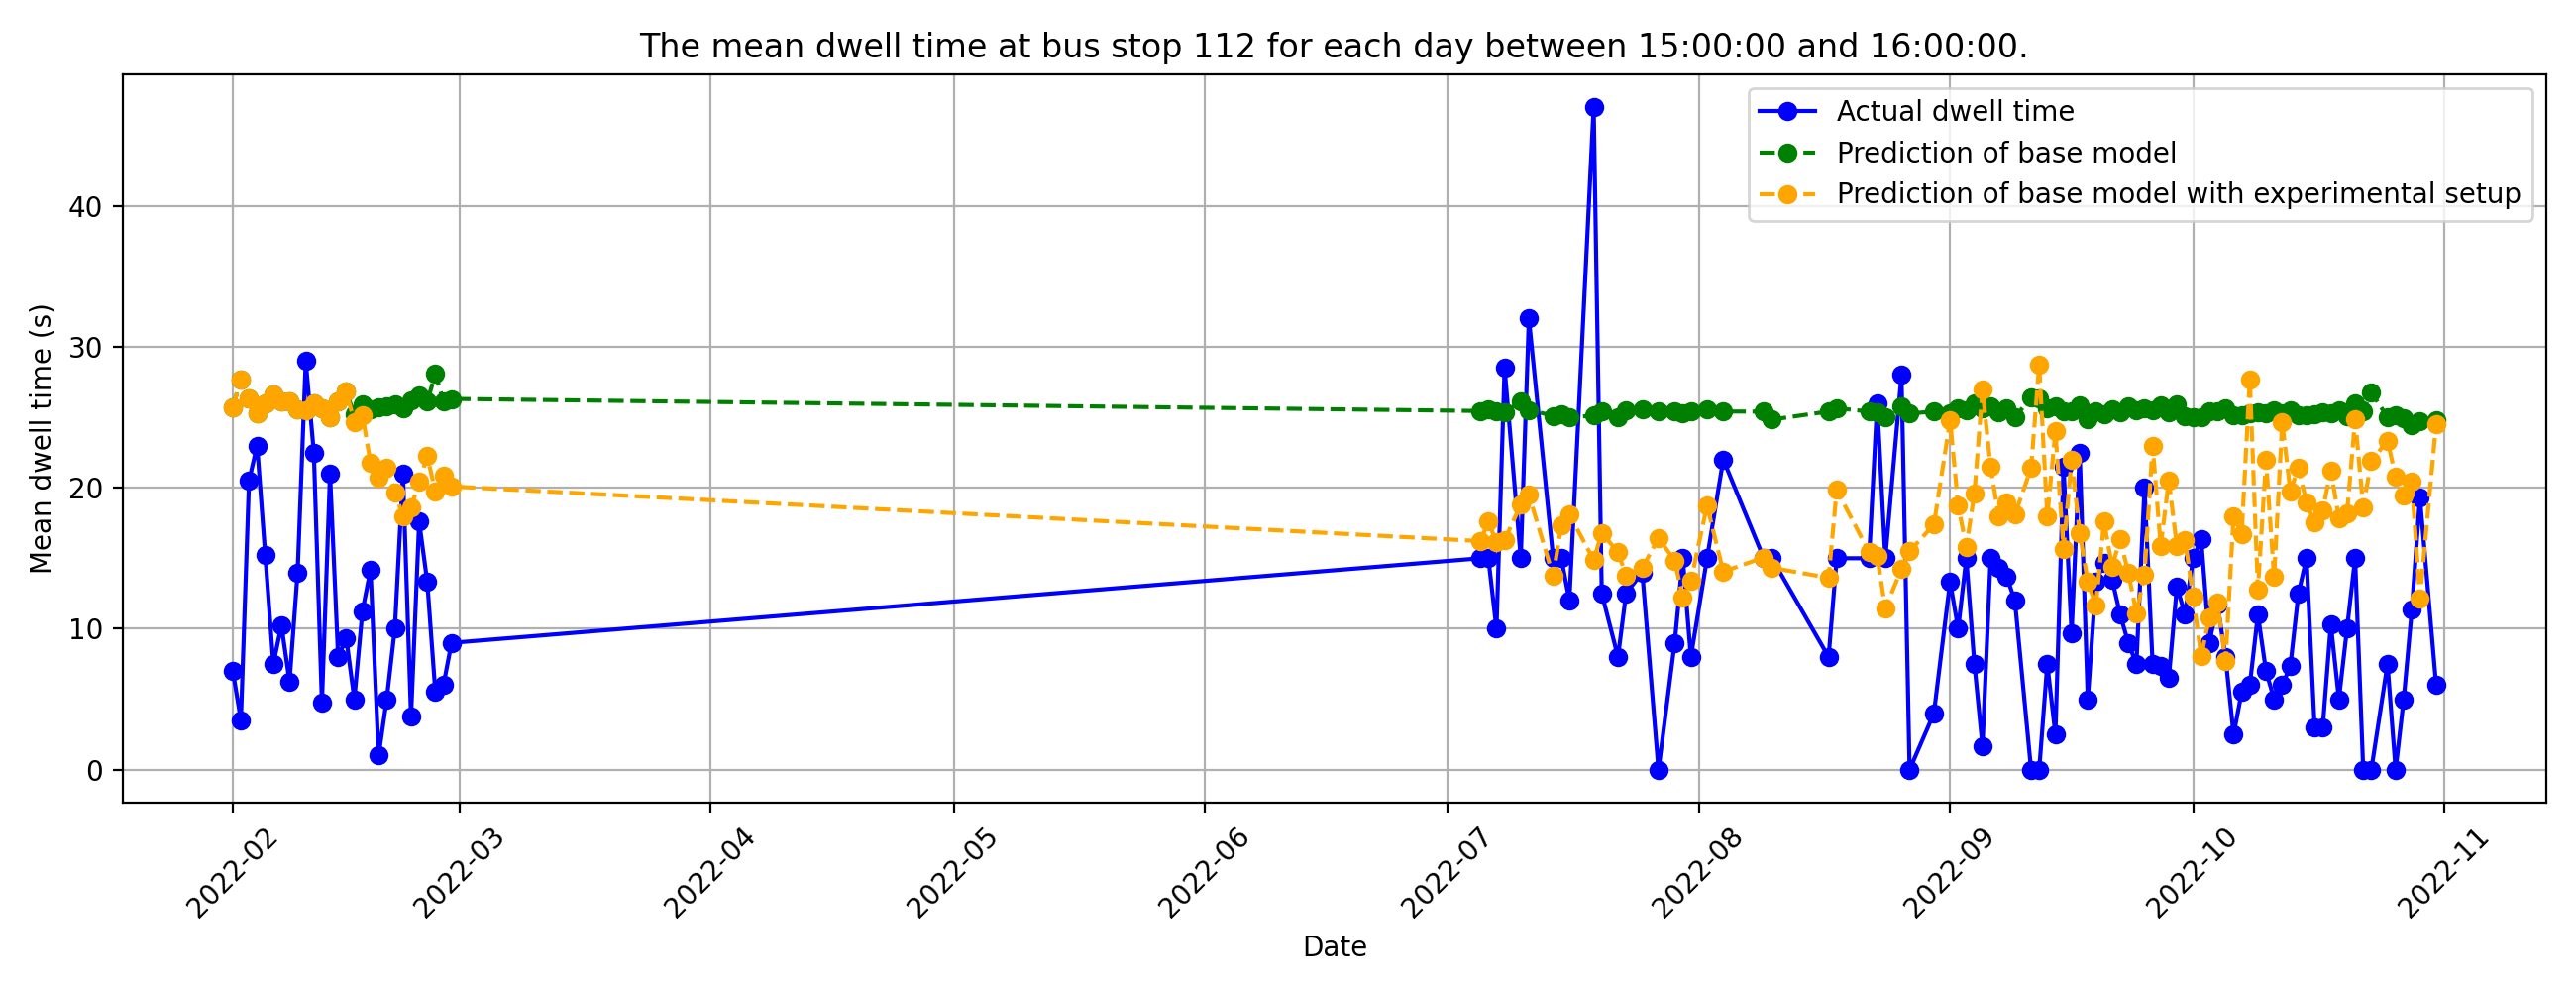 The mean dwell time at bus stop 112 for each day between 15:00:00 and 16:00:00.
Actual dwell time
Prediction of base model
Prediction of base model with experimental setup
Mean dwell time (s)
40
30
20
10
0
2022-02
2022-03
2022-04
2022-05
2022-06
2022-07
2022-08
2022-09
2022-10
2022-11
Date